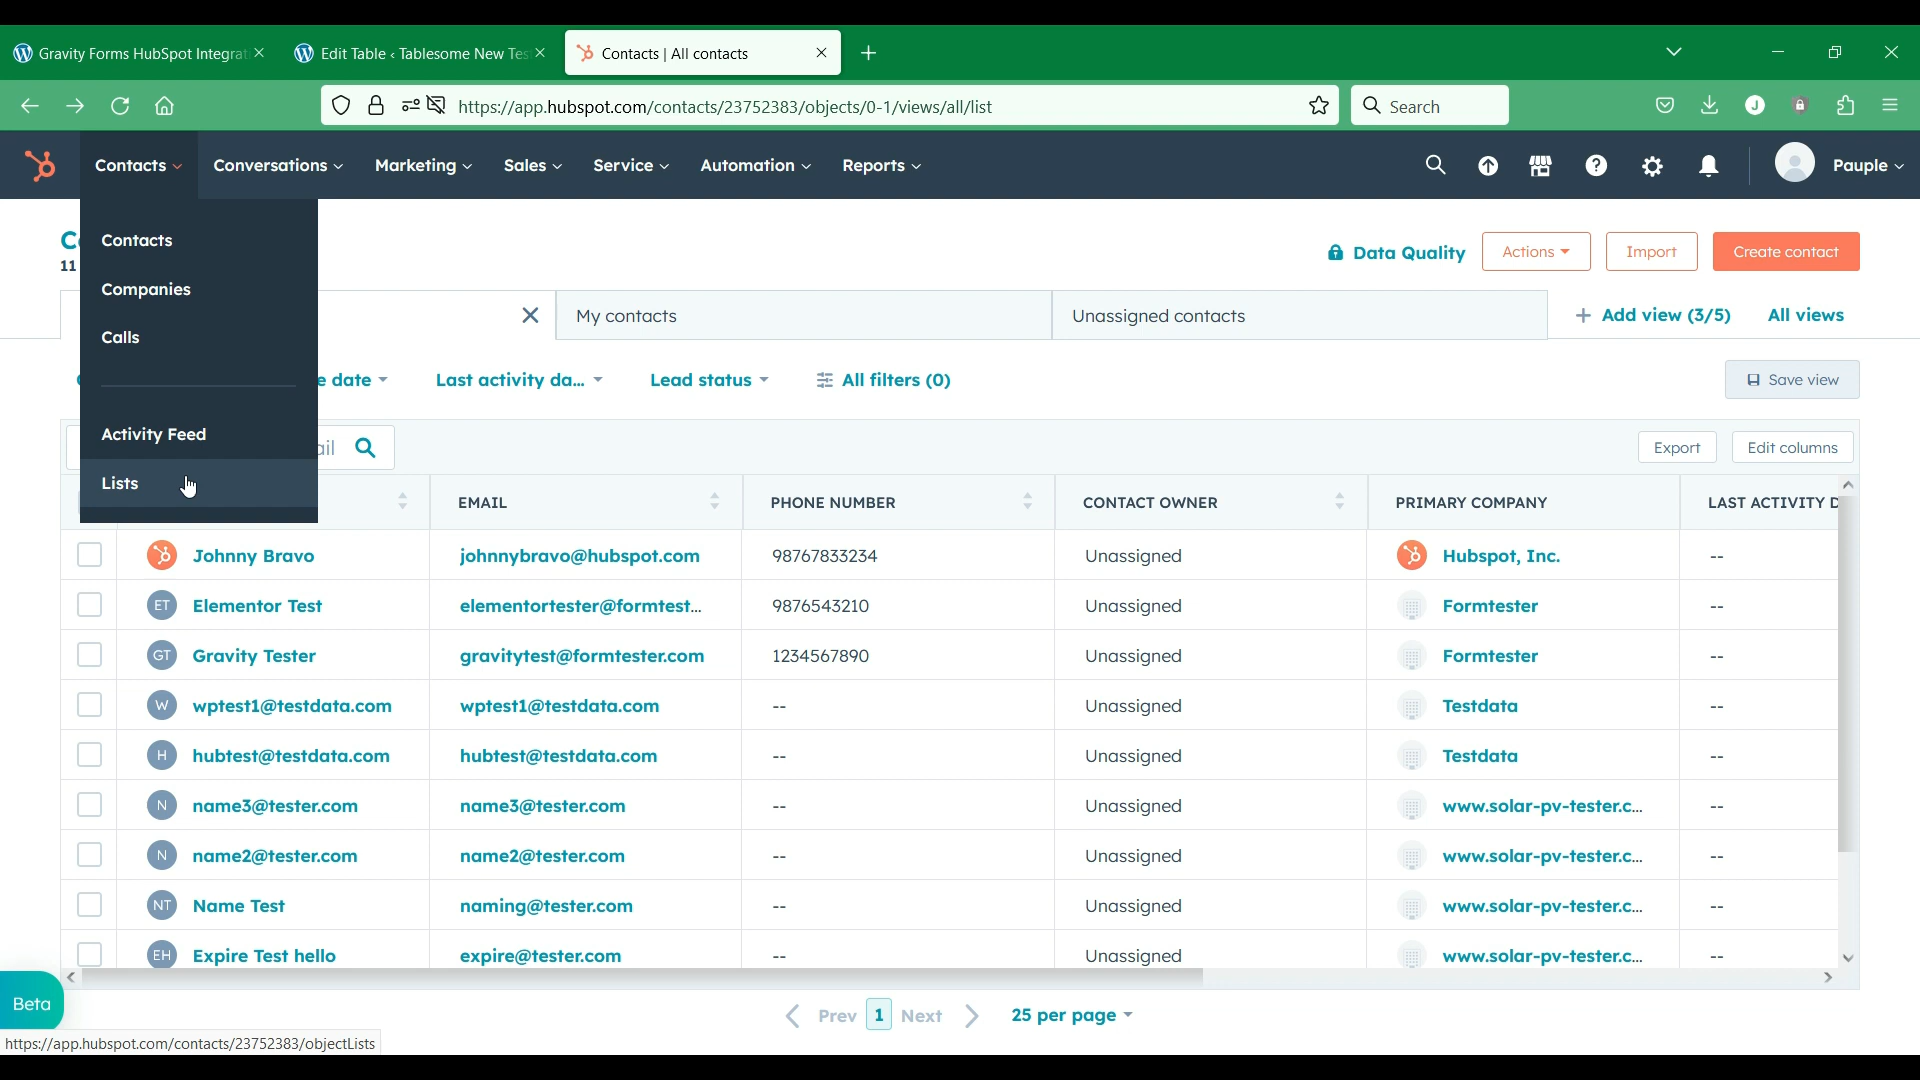 Gravity Forms HubSpot Integrat
Edit Table ‹ Tablesome New Tes
Contacts | All contacts
https://app.hubspot.com/contacts/23752383/objects/0-1/views/all/list
Search
J
Contacts
Conversations
Marketing
Sales
Service
Automation
Reports
Pauple
Contacts
Companies
Calls
Activity Feed
Lists
11
Data Quality
Actions
Import
Create contact
My contacts
Unassigned contacts
Add view (3/5)
All views
e date
Last activity da...
Lead status
All filters (0)
Save view
ail
Export
Edit columns
EMAIL
PHONE NUMBER
CONTACT OWNER
PRIMARY COMPANY
LAST ACTIVITY D
Johnny Bravo johnnybravo@hubspot.com 98767833234 Unassigned Hubspot, Inc. --
ET Elementor Test elementortester@formtest... 9876543210 Unassigned Formtester --
GT Gravity Tester gravitytest@formtester.com 1234567890 Unassigned Formtester --
W wptest1@testdata.com wptest1@testdata.com -- Unassigned Testdata --
H hubtest@testdata.com hubtest@testdata.com -- Unassigned Testdata --
N name3@tester.com name3@tester.com -- Unassigned www.solar-pv-tester.c... --
N name2@tester.com name2@tester.com -- Unassigned www.solar-pv-tester.c... --
NT Name Test naming@tester.com -- Unassigned www.solar-pv-tester.c... --
EH Expire Test hello expire@tester.com -- Unassigned www.solar-pv-tester.c... --
Beta
Prev 1 Next
25 per page
https://app.hubspot.com/contacts/23752383/objectLists